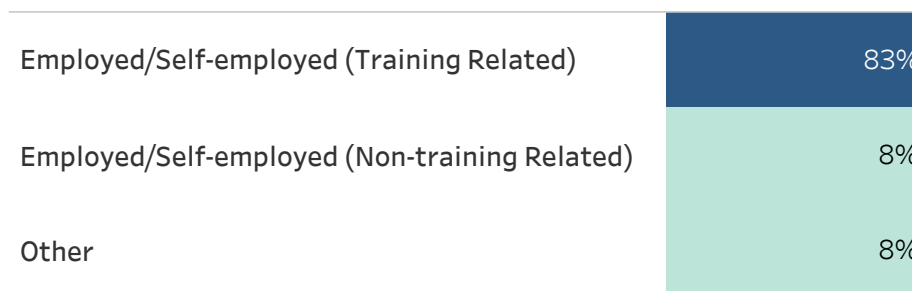 Employed/Self-employed (Training Related) 83%
Employed/Self-employed (Non-training Related) 8%
Other 8%